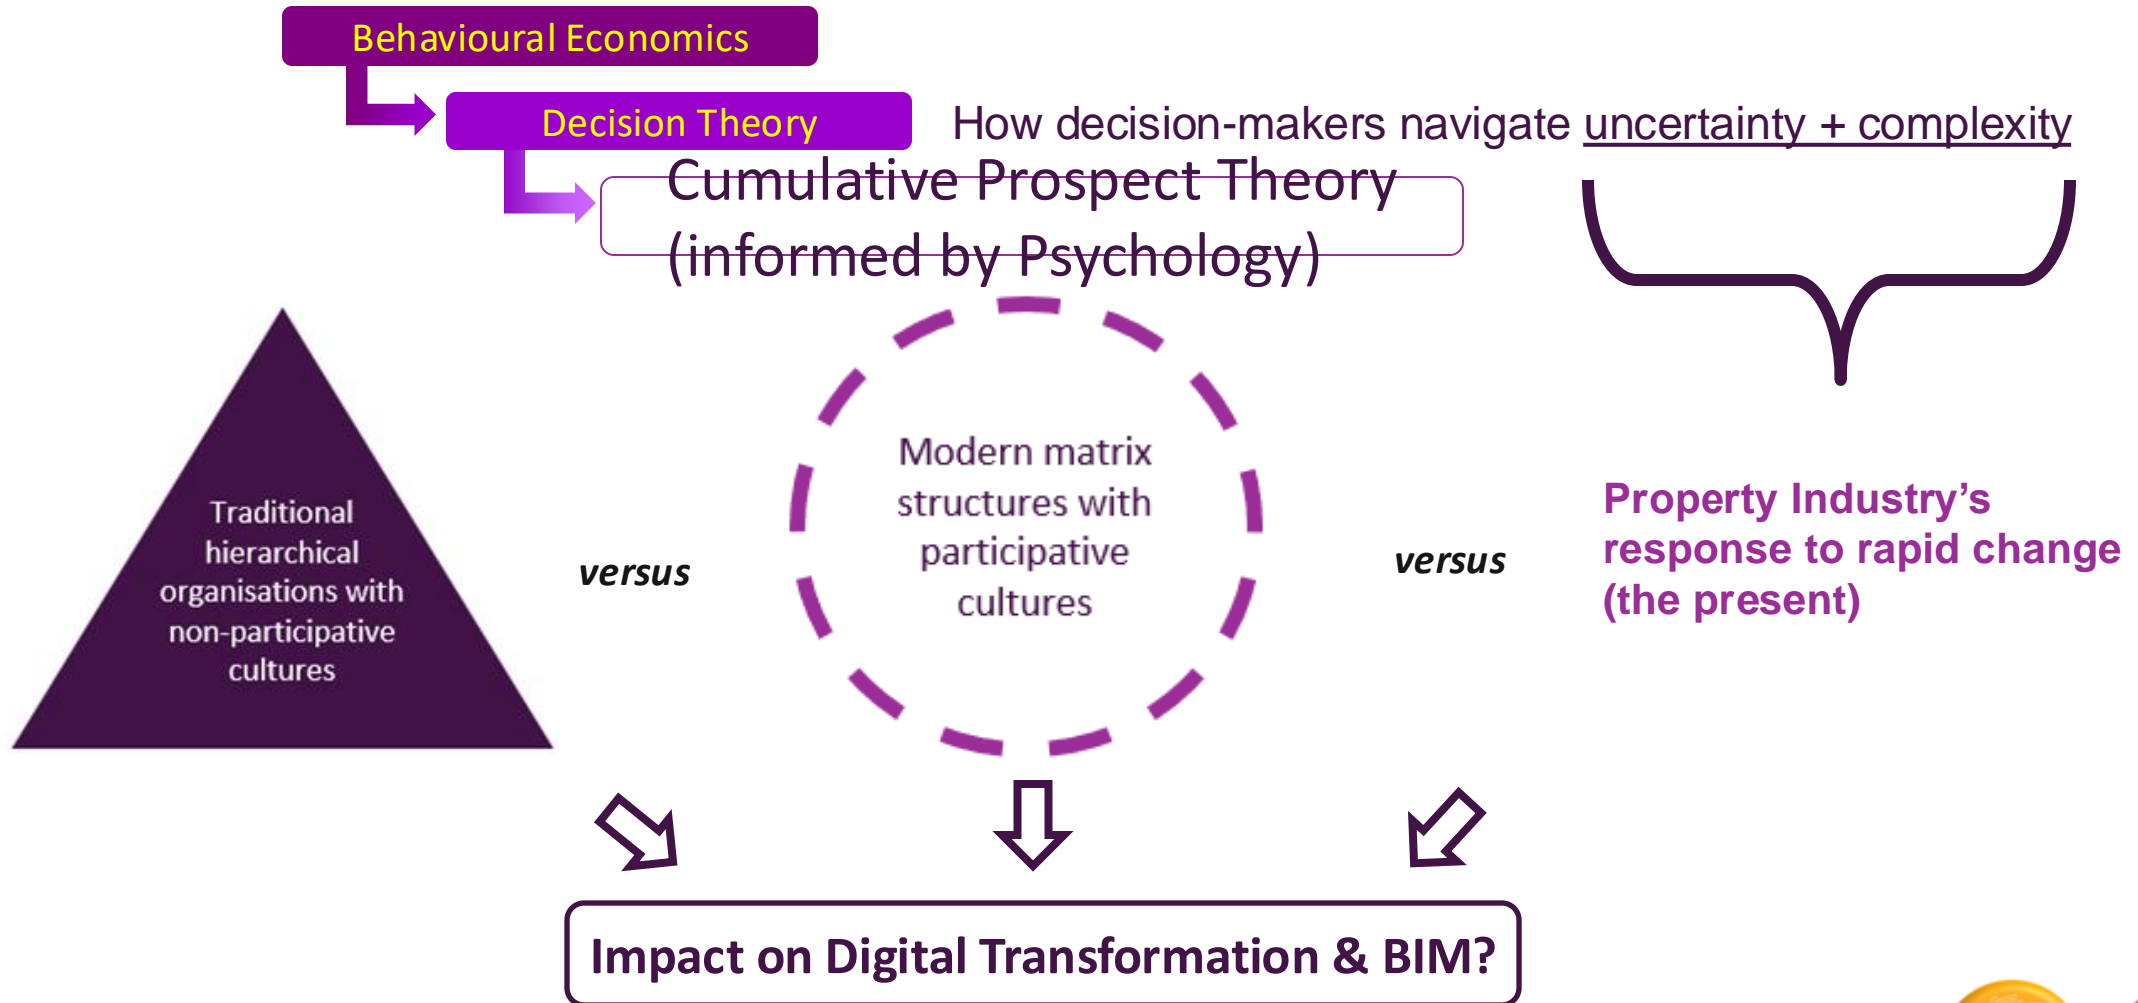 Behavioural Economics
Decision Theory
How decision-makers navigate uncertainty + complexity
Cumulative Prospect Theory
(informed by Psychology)
Traditional
hierarchical
organisations with
non-participative
cultures
versus
Modern matrix
structures with
participative
cultures
versus
Property Industry’s
response to rapid change
(the present)
Impact on Digital Transformation & BIM?